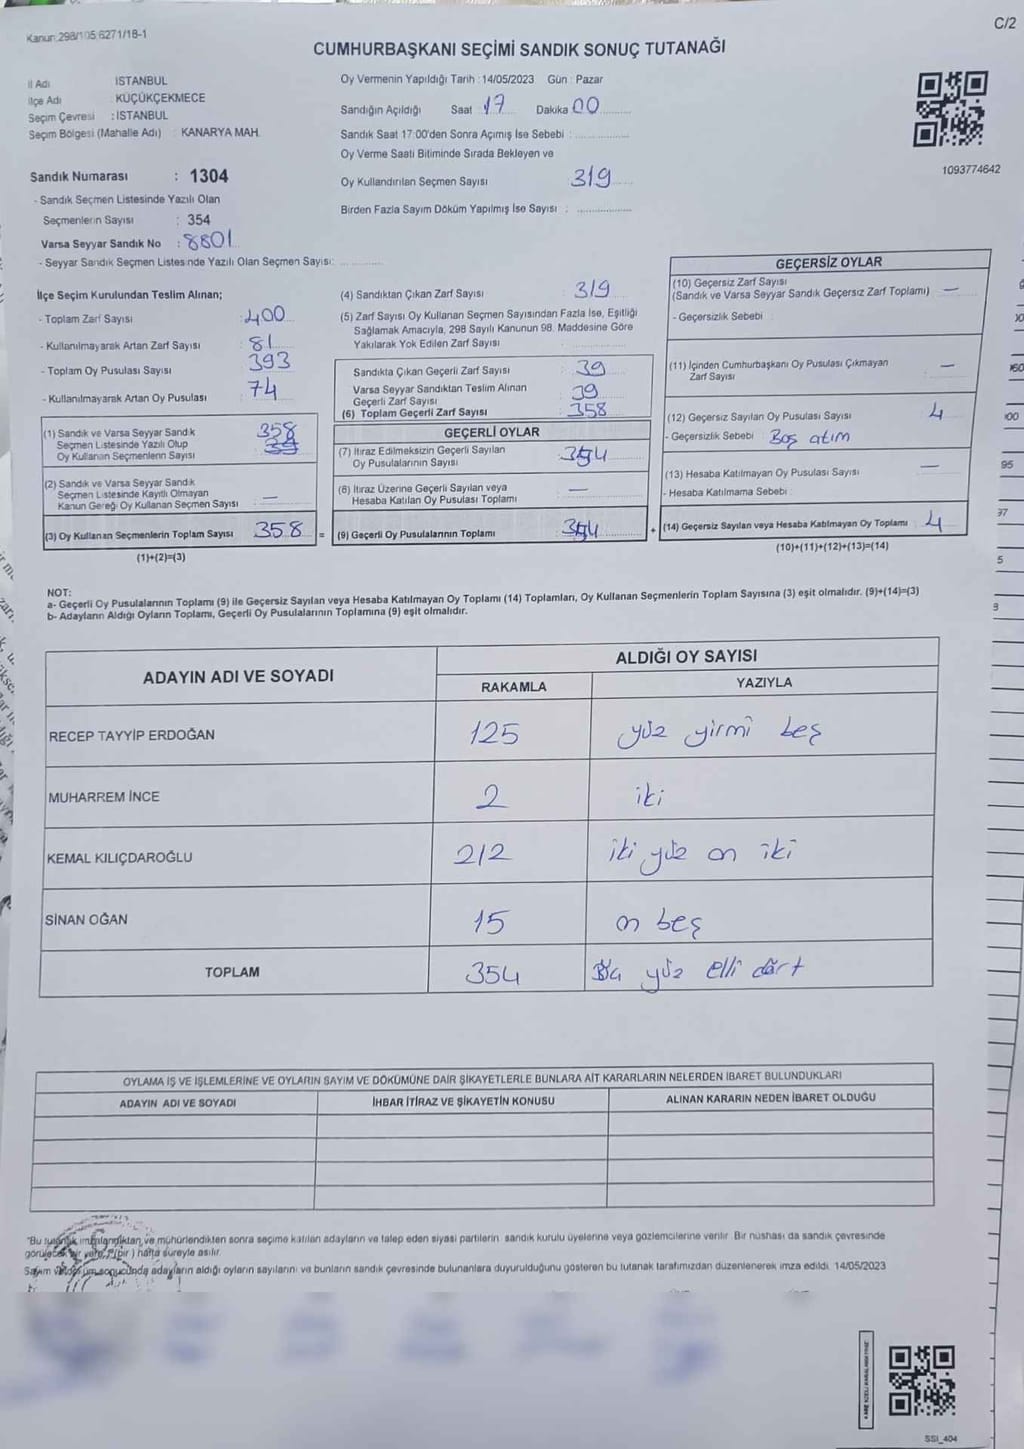 Kanun:298/105.6271/18-1
C/2
CUMHURBAŞKANI SEÇİMİ SANDIK SONUÇ TUTANAĞI
İl Adı İSTANBUL
İlçe Adı KÜÇÜKÇEKMECE
Seçim Çevresi : İSTANBUL
Seçim Bölgesi (Mahalle Adı) : KANARYA MAH.
Oy Vermenin Yapıldığı Tarih : 14/05/2023 Gün : Pazar
Sandığın Açıldığı Saat 17 Dakika 00
Sandık Saat 17:00'den Sonra Açımış İse Sebebi :
Oy Verme Saati Bitiminde Sırada Bekleyen ve
Oy Kullandırılan Seçmen Sayısı 319
Birden Fazla Sayım Döküm Yapılmış İse Sayısı :
1093774642
Sandık Numarası : 1304
- Sandık Seçmen Listesinde Yazılı Olan
Seçmenlerin Sayısı : 354
Varsa Seyyar Sandık No : 8801
- Seyyar Sandık Seçmen Listesinde Yazılı Olan Seçmen Sayısı:
İlçe Seçim Kurulundan Teslim Alınan;
- Toplam Zarf Sayısı : 400
- Kullanılmayarak Artan Zarf Sayısı : 81
- Toplam Oy Pusulası Sayısı : 393
- Kullanılmayarak Artan Oy Pusulası 74
(1) Sandık ve Varsa Seyyar Sandık
Seçmen Listesinde Yazılı Olup
Oy Kullanan Seçmenlerin Sayısı 358
(2) Sandık ve Varsa Seyyar Sandık
Seçmen Listesinde Kayıtlı Olmayan
Kanun Gereği Oy Kullanan Seçmen Sayısı —
(3) Oy Kullanan Seçmenlerin Toplam Sayısı 358
(1)+(2)=(3)
(4) Sandıktan Çıkan Zarf Sayısı 319
(5) Zarf Sayısı Oy Kullanan Seçmen Sayısından Fazla İse, Eşitliği
Sağlamak Amacıyla, 298 Sayılı Kanunun 98. Maddesine Göre
Yakılarak Yok Edilen Zarf Sayısı
Sandıkta Çıkan Geçerli Zarf Sayısı : 39
Varsa Seyyar Sandıktan Teslim Alınan
Geçerli Zarf Sayısı 39
(6) Toplam Geçerli Zarf Sayısı : 358
GEÇERLİ OYLAR
(7) İtiraz Edilmeksizin Geçerli Sayılan
Oy Pusulalarının Sayısı : 354
(8) İtiraz Üzerine Geçerli Sayılan veya
Hesaba Katılan Oy Pusulası Toplamı —
= (9) Geçerli Oy Pusulalarının Toplamı 354 +
GEÇERSİZ OYLAR
(10) Geçersiz Zarf Sayısı
(Sandık ve Varsa Seyyar Sandık Geçersiz Zarf Toplamı) —
- Geçersizlik Sebebi :
(11) İçinden Cumhurbaşkanı Oy Pusulası Çıkmayan
Zarf Sayısı —
(12) Geçersiz Sayılan Oy Pusulası Sayısı 4
- Geçersizlik Sebebi Boş atım
(13) Hesaba Katılmayan Oy Pusulası Sayısı —
- Hesaba Katılmama Sebebi :
(14) Geçersiz Sayılan veya Hesaba Katılmayan Oy Toplamı 4
(10)+(11)+(12)+(13)=(14)
NOT:
a- Geçerli Oy Pusulalarının Toplamı (9) ile Geçersiz Sayılan veya Hesaba Katılmayan Oy Toplamı (14) Toplamları, Oy Kullanan Seçmenlerin Toplam Sayısına (3) eşit olmalıdır. (9)+(14)=(3)
b- Adayların Aldığı Oyların Toplamı, Geçerli Oy Pusulalarının Toplamına (9) eşit olmalıdır.
ADAYIN ADI VE SOYADI ALDIĞI OY SAYISI
RAKAMLA YAZIYLA
RECEP TAYYİP ERDOĞAN 125 yüz yirmi beş
MUHARREM İNCE 2 iki
KEMAL KILIÇDAROĞLU 212 iki yüz on iki
SİNAN OĞAN 15 on beş
TOPLAM 354 yüz elli dört
OYLAMA İŞ VE İŞLEMLERİNE VE OYLARIN SAYIM VE DÖKÜMÜNE DAİR ŞİKAYETLERLE BUNLARA AİT KARARLARIN NELERDEN İBARET BULUNDUKLARI
ADAYIN ADI VE SOYADI İHBAR İTİRAZ VE ŞİKAYETİN KONUSU ALINAN KARARIN NEDEN İBARET OLDUĞU
"Bu tutanak imzalandıktan ve mühürlendikten sonra seçime katılan adayların ve talep eden siyasi partilerin sandık kurulu üyelerine veya gözlemcilerine verilir. Bir nüshası da sandık çevresinde
görülecek bir yere 7 (bir) hafta süreyle asılır.
Sayım ve döküm sonucunda adayların aldığı oyların sayılarını ve bunların sandık çevresinde bulunanlara duyurulduğunu gösteren bu tutanak tarafımızdan düzenlenerek imza edildi. 14/05/2023
SSI_404